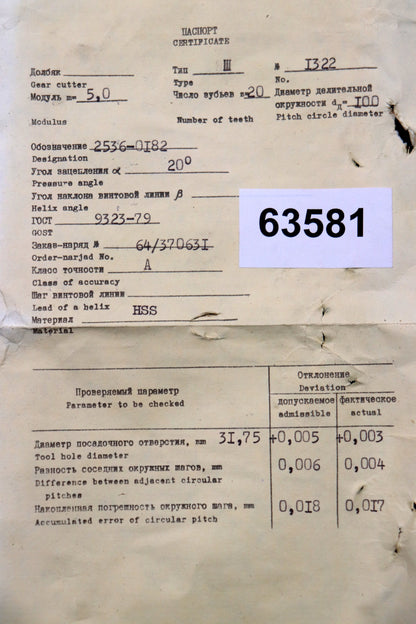 ПАСПОРТ
CERTIFICATE
Долбяк Тип III № 1322
Gear cutter Type No.
Модуль m= 5,0 Число зубьев z=20 Диаметр делительной
окружности dд= 100
Modulus Number of teeth Pitch circle diameter
Обозначение 2536-0182
Designation
Угол зацепления α 20°
Pressure angle
Угол наклона винтовой линии β
Helix angle
ГОСТ 9323-79
GOST
Заказ-наряд № 64/370631
Order-narjad No.
Класс точности А
Class of accuracy
Шаг винтовой линии
Lead of a helix
Материал HSS
Material
63581
Отклонение
Deviation
Проверяемый параметр допускаемое фактическое
Parameter to be checked admissible actual
Диаметр посадочного отверстия, мм 31,75 +0,005 +0,003
Tool hole diameter
Разность соседних окружных шагов, мм 0,006 0,004
Difference between adjacent circular
pitches
Накопленная погрешность окружного шага, мм 0,018 0,017
Accumulated error of circular pitch